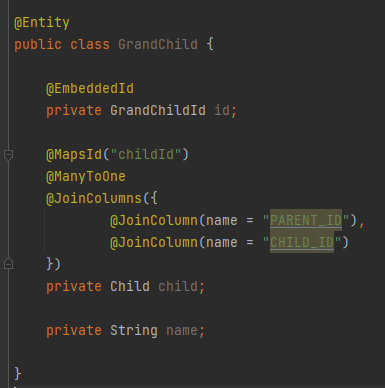 @Entity
public class GrandChild {
@EmbeddedId
private GrandChildId id;
@MapsId("childId")
@ManyToOne
@JoinColumns({
@JoinColumn(name = "PARENT_ID"),
@JoinColumn(name = "CHILD_ID")
})
private Child child;
private String name;
}